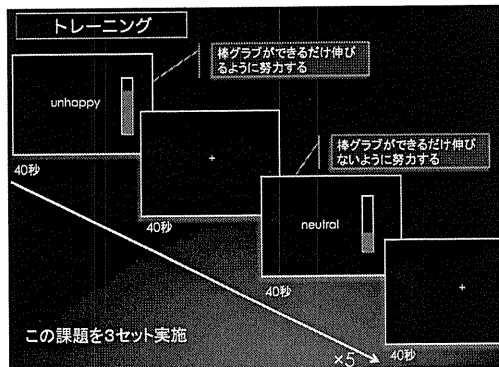 トレーニング
棒グラブができるだけ伸び
るように努力する
unhappy
+
40秒
棒グラブができるだけ伸び
ないように努力する
40秒
neutral
+
40秒
この課題を3セット実施
×5
40秒